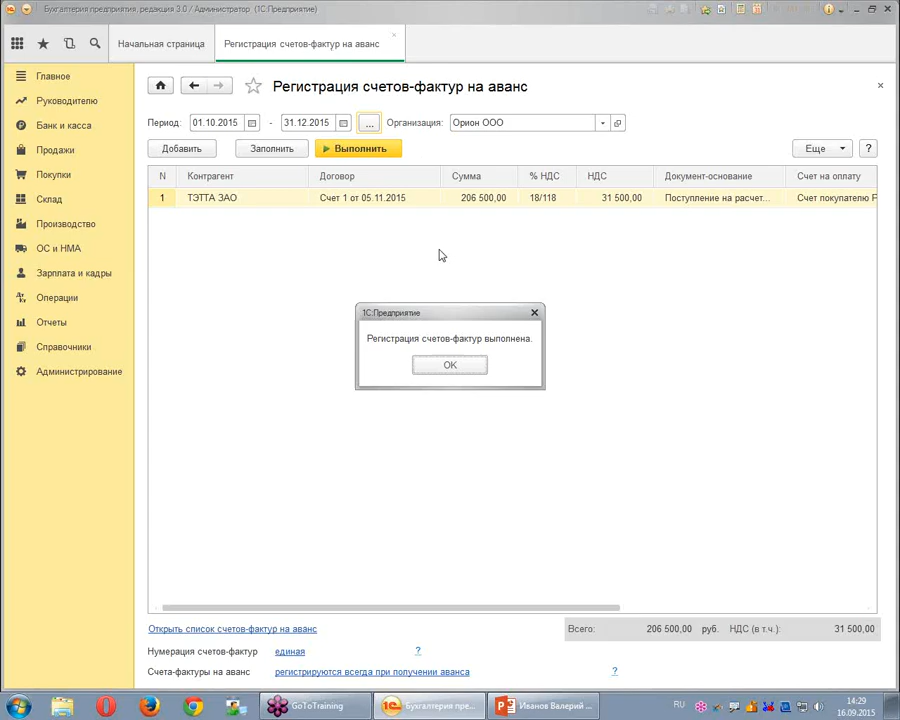 Бухгалтерия предприятия, редакция 3.0 / Администратор (1С:Предприятие)
Начальная страница
Регистрация счетов-фактур на аванс
Главное
Руководителю
Банк и касса
Продажи
Покупки
Склад
Производство
ОС и НМА
Зарплата и кадры
Операции
Отчеты
Справочники
Администрирование
Регистрация счетов-фактур на аванс
Период: 01.10.2015 - 31.12.2015 ... Организация: Орион ООО
Добавить Заполнить Выполнить Еще ?
N Контрагент Договор Сумма % НДС НДС Документ-основание Счет на оплату
1 ТЭТТА ЗАО Счет 1 от 05.11.2015 206 500,00 18/118 31 500,00 Поступление на расчет... Счет покупателю
1С:Предприятие
Регистрация счетов-фактур выполнена.
OK
Открыть список счетов-фактур на аванс
Всего: 206 500,00 руб. НДС (в т.ч.): 31 500,00
Нумерация счетов-фактур единая ?
Счета-фактуры на аванс регистрируются всегда при получении аванса ?
GoToTraining
Бухгалтерия пре...
Иванов Валерий ...
RU
14:29
16.09.2015